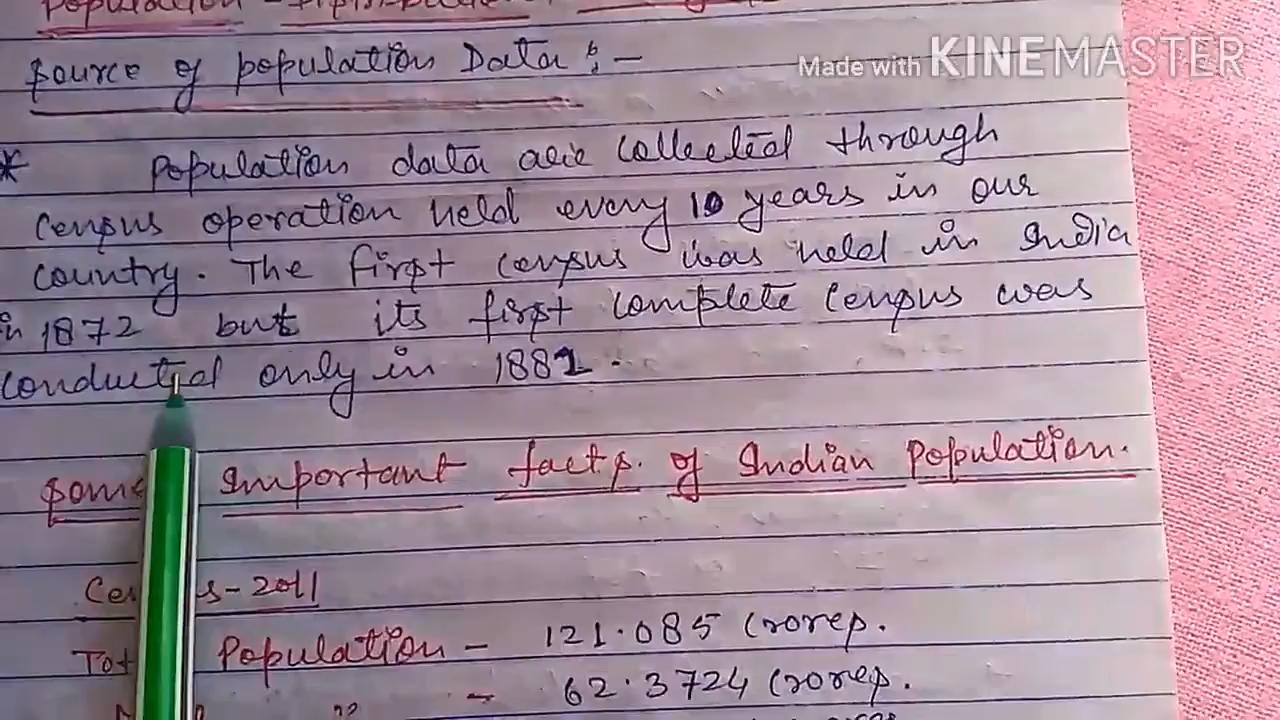 Population -
Made with KINEMASTER
Source of population Data :-
* Population data are collected through
census operation held every 10 years in our
country. The first census was held in India
in 1872 but its first complete census was
conducted only in 1881.
Some Important facts of Indian Population.
Census-2011
Total Population - 121.085 Crores.
" - 62.3724 Crores.